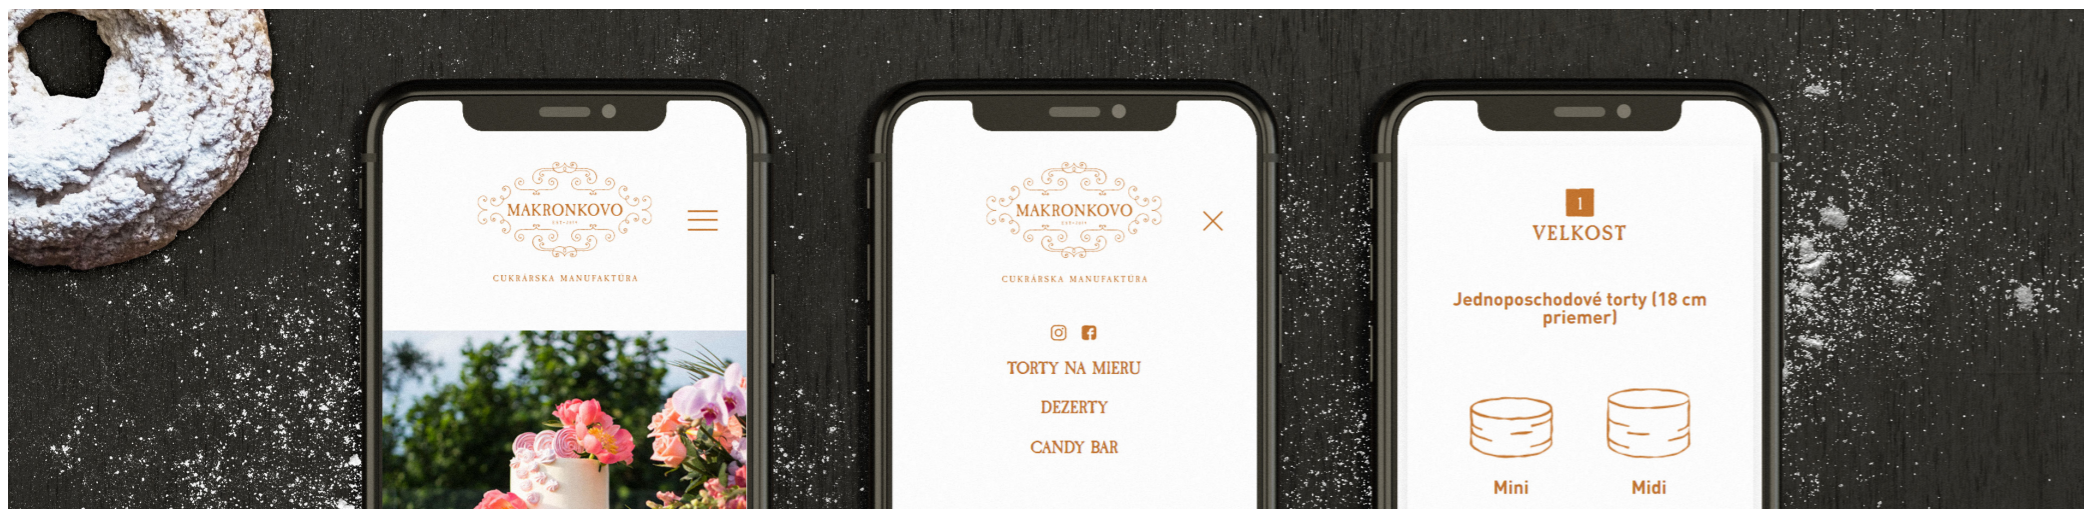 MAKRONKOVO
CUKRÁRSKA MANUFAKTÚRA
MAKRONKOVO
CUKRÁRSKA MANUFAKTÚRA
TORTY NA MIERU
DEZERTY
CANDY BAR
1
VELKOST
Jednoposchodové torty (18 cm
priemer)
Mini
Midi